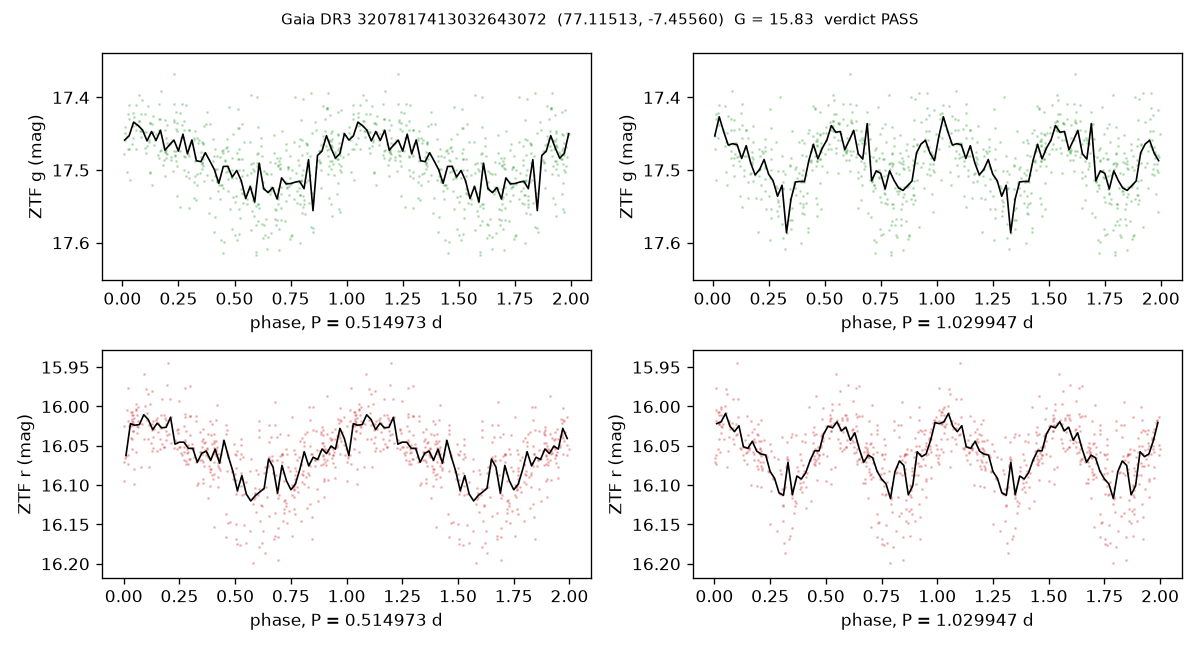 Gaia DR3 3207817413032643072 (77.11513, -7.45560) G = 15.83 verdict PASS
ZTF g (mag)
17.4
17.5
17.6
0.00 0.25 0.50 0.75 1.00 1.25 1.50 1.75 2.00
phase, P = 0.514973 d
ZTF g (mag)
17.4
17.5
17.6
0.00 0.25 0.50 0.75 1.00 1.25 1.50 1.75 2.00
phase, P = 1.029947 d
ZTF r (mag)
15.95
16.00
16.05
16.10
16.15
16.20
0.00 0.25 0.50 0.75 1.00 1.25 1.50 1.75 2.00
phase, P = 0.514973 d
ZTF r (mag)
15.95
16.00
16.05
16.10
16.15
16.20
0.00 0.25 0.50 0.75 1.00 1.25 1.50 1.75 2.00
phase, P = 1.029947 d